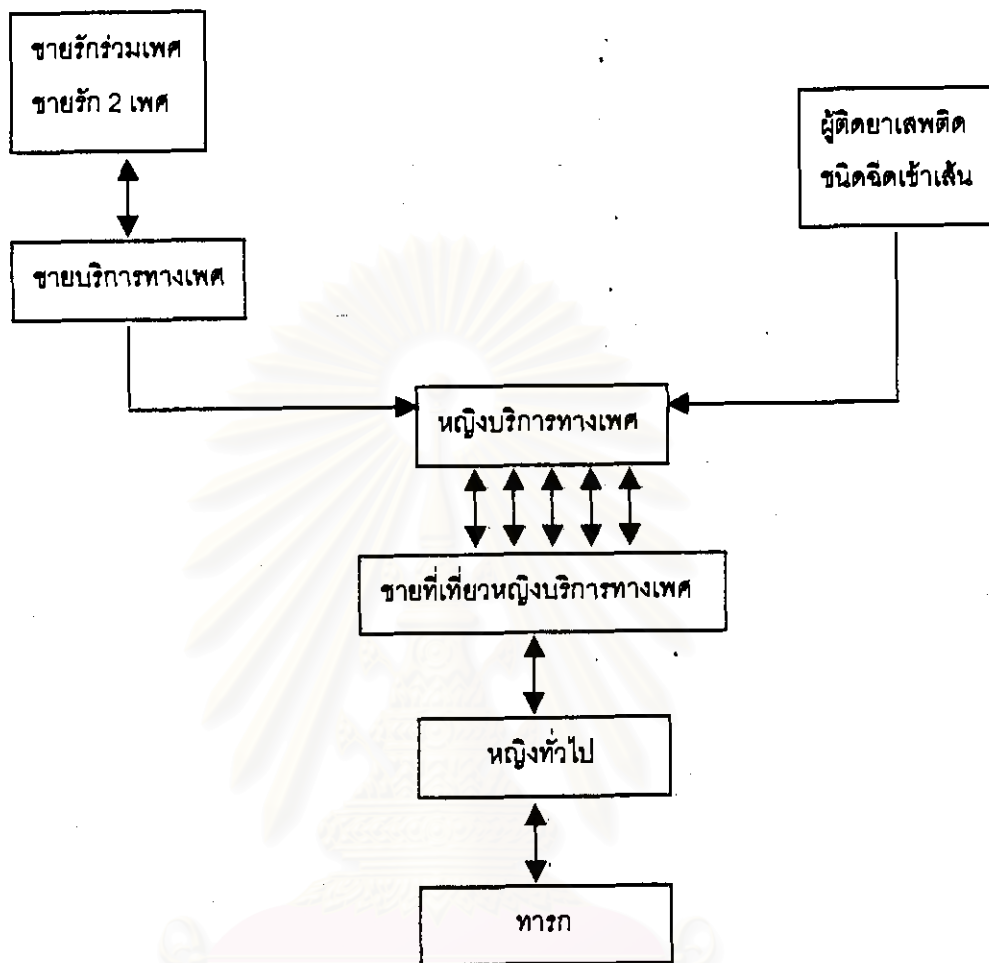 ชายรักร่วมเพศ
ชายรัก 2 เพศ
ผู้ติดยาเสพติด
ชนิดฉีดเข้าเส้น
ชายบริการทางเพศ
หญิงบริการทางเพศ
ชายที่เที่ยวหญิงบริการทางเพศ
หญิงทั่วไป
ทารก